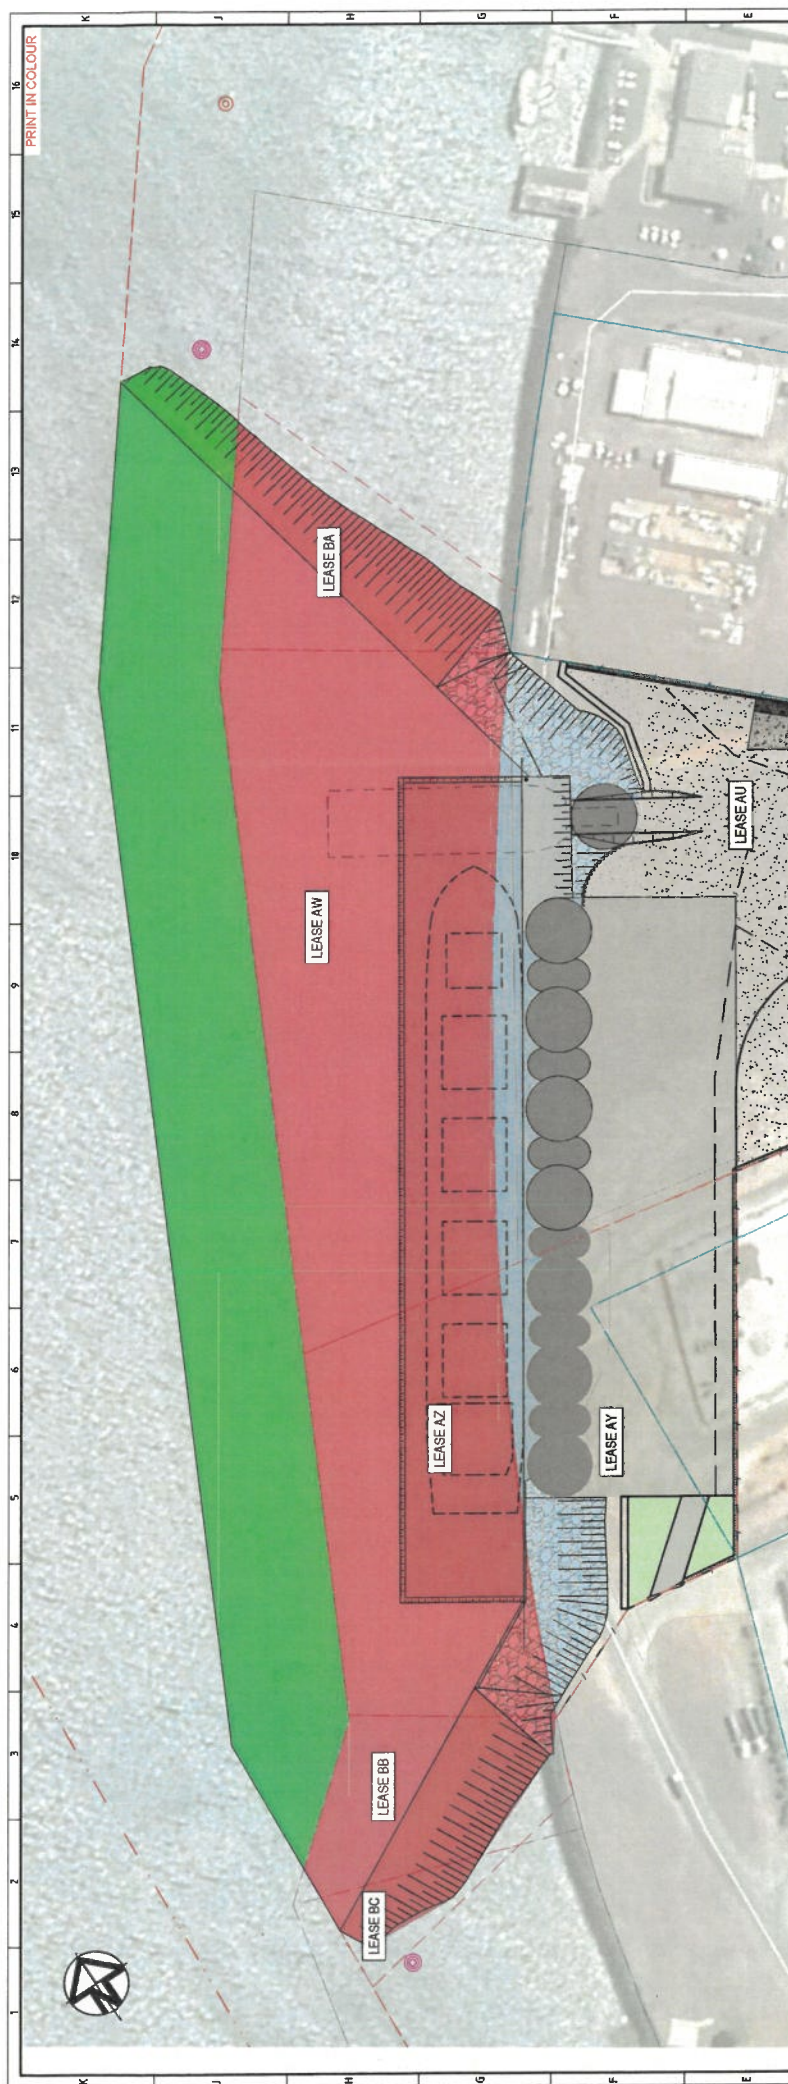 PRINT IN COLOUR
K
J
H
G
F
E
16
15
14
13
12
11
10
9
8
7
6
5
4
3
2
1
LEASE BA
LEASE AU
LEASE AW
LEASE AZ
LEASE AY
LEASE BB
LEASE BC
K
J
H
G
F
E